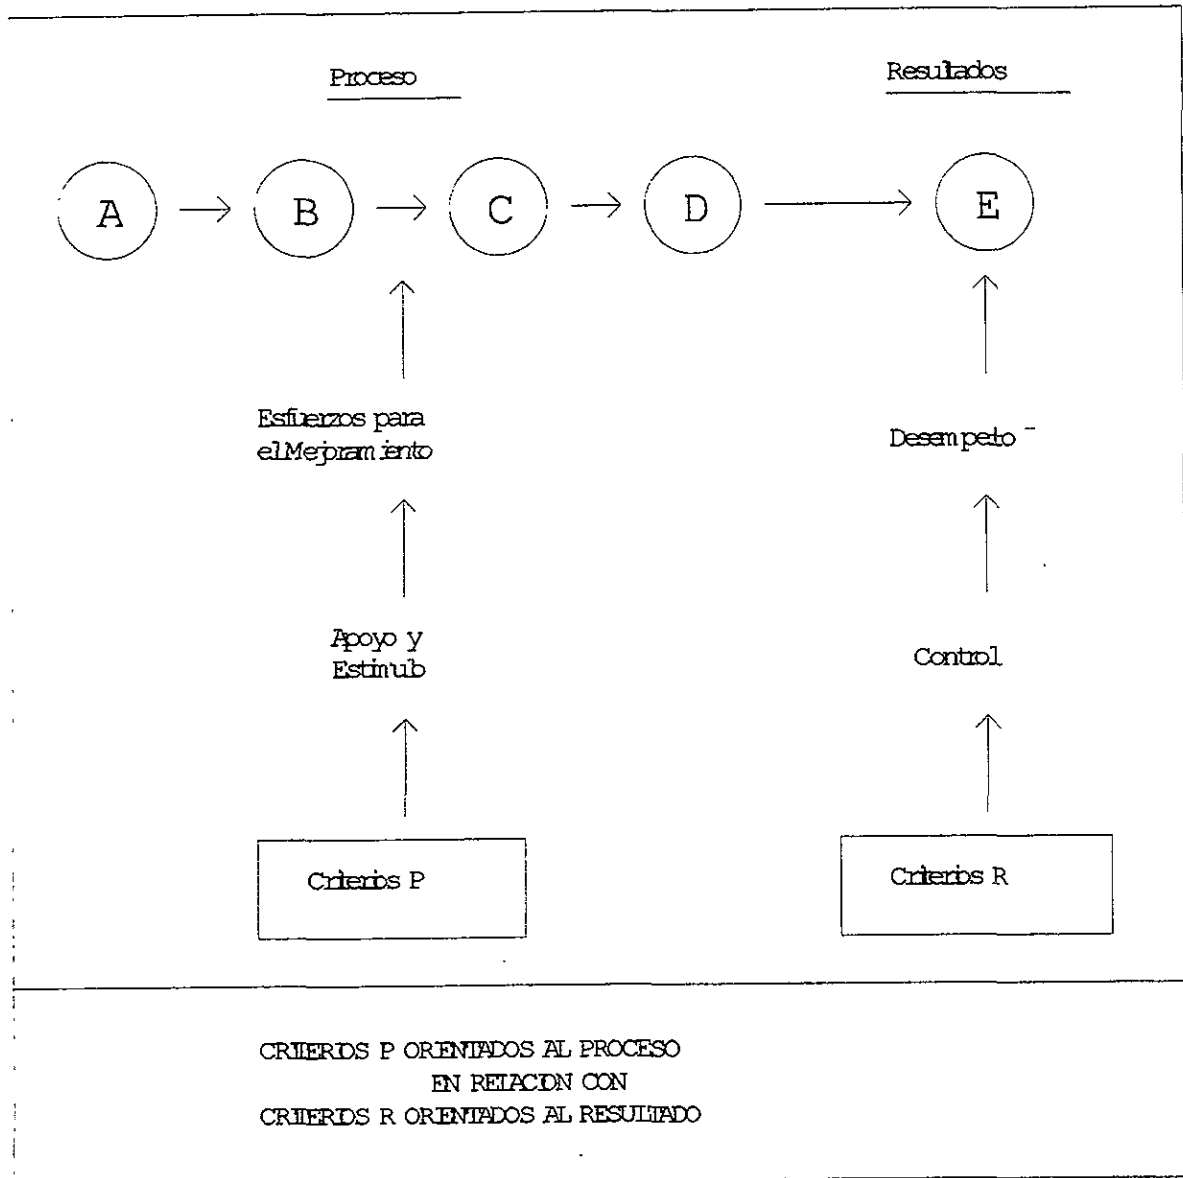 Proceso
Resultados
A → B → C → D → E
Esfuerzos para
el Mejoramiento
Desempeño
Apoyo y
Estimulo
Control
Criterios P
Criterios R
CRITERIOS P ORIENTADOS AL PROCESO
EN RELACION CON
CRITERIOS R ORIENTADOS AL RESULTADO